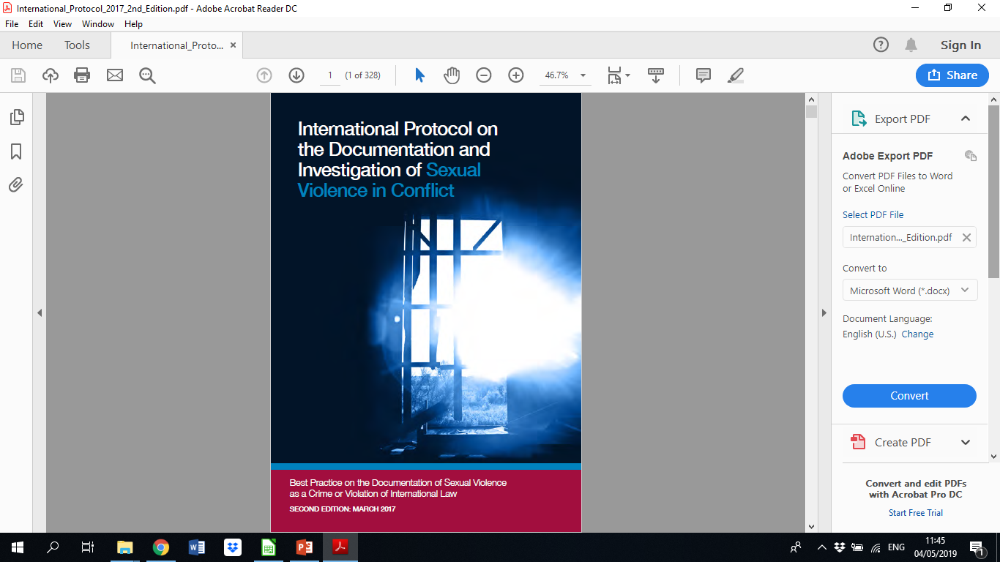 International_Protocol_2017_2nd_Edition.pdf - Adobe Acrobat Reader DC
File Edit View Window Help
Home Tools International_Proto... × Sign In
1 (1 of 328) 46.7% Share
International Protocol on
the Documentation and
Investigation of Sexual
Violence in Conflict
Best Practice on the Documentation of Sexual Violence
as a Crime or Violation of International Law
SECOND EDITION: MARCH 2017
Export PDF
Adobe Export PDF
Convert PDF Files to Word
or Excel Online
Select PDF File
Internation..._Edition.pdf
Convert to
Microsoft Word (*.docx)
Document Language:
English (U.S.) Change
Convert
Create PDF
Convert and edit PDFs
with Acrobat Pro DC
Start Free Trial
ENG
11:45
04/05/2019
1